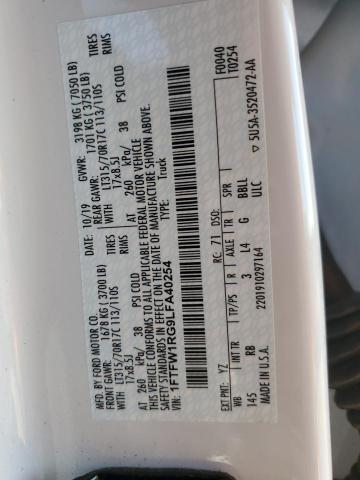 MFD. BY FORD MOTOR CO.
DATE: 10/19 GVWR: 3198 KG ( 7050 LB)
FRONT GAWR: 1678 KG ( 3700 LB) REAR GAWR: 1701 KG ( 3750 LB)
WITH LT315/70R17C 113/110S TIRES WITH LT315/70R17C 113/110S TIRES
17x8.5J RIMS 17x8.5J RIMS
AT 260 kPa/ 38 PSI COLD AT 260 kPa/ 38 PSI COLD
THIS VEHICLE CONFORMS TO ALL APPLICABLE FEDERAL MOTOR VEHICLE
SAFETY STANDARDS IN EFFECT ON THE DATE OF MANUFACTURE SHOWN ABOVE.
VIN: 1FTFW1RG9LFA40254
TYPE: Truck
F0040
T0254
EXT PNT: YZ RC: 71 DSO:
WB INT TR TP/PS R AXLE TR SPR
145 RB 3 L4 G BBLL
MADE IN U.S.A. 2201910297164 ULC
▽ 5U5A-3520472-AA